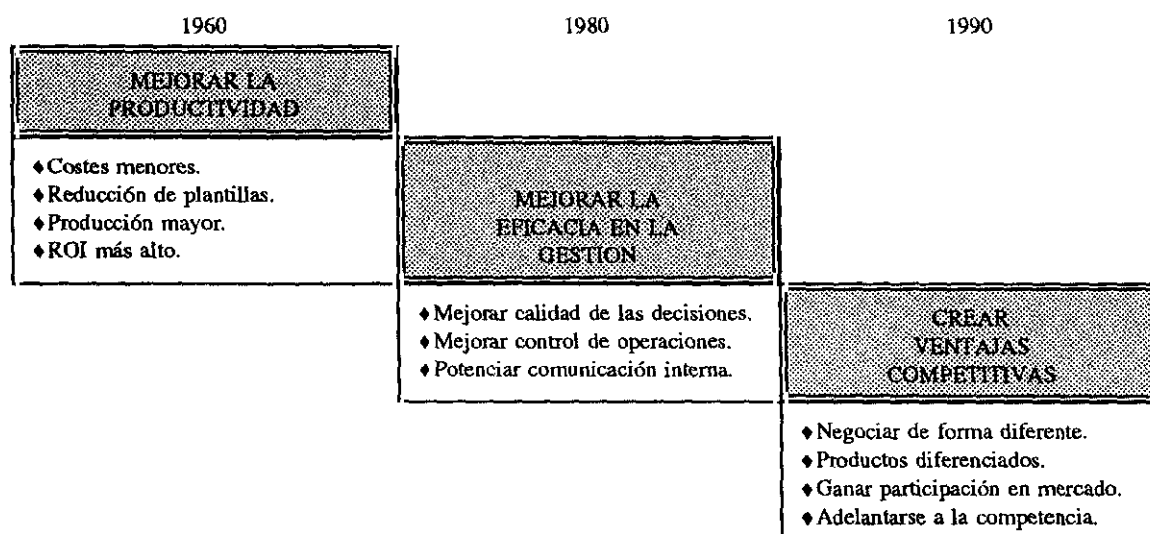 1960
1980
1990
MEJORAR LA
PRODUCTIVIDAD
♦Costes menores.
♦Reducción de plantillas.
♦Producción mayor.
♦ROI más alto.
MEJORAR LA
EFICACIA EN LA
GESTION
♦Mejorar calidad de las decisiones.
♦Mejorar control de operaciones.
♦Potenciar comunicación interna.
CREAR
VENTAJAS
COMPETITIVAS
♦Negociar de forma diferente.
♦Productos diferenciados.
♦Ganar participación en mercado.
♦Adelantarse a la competencia.